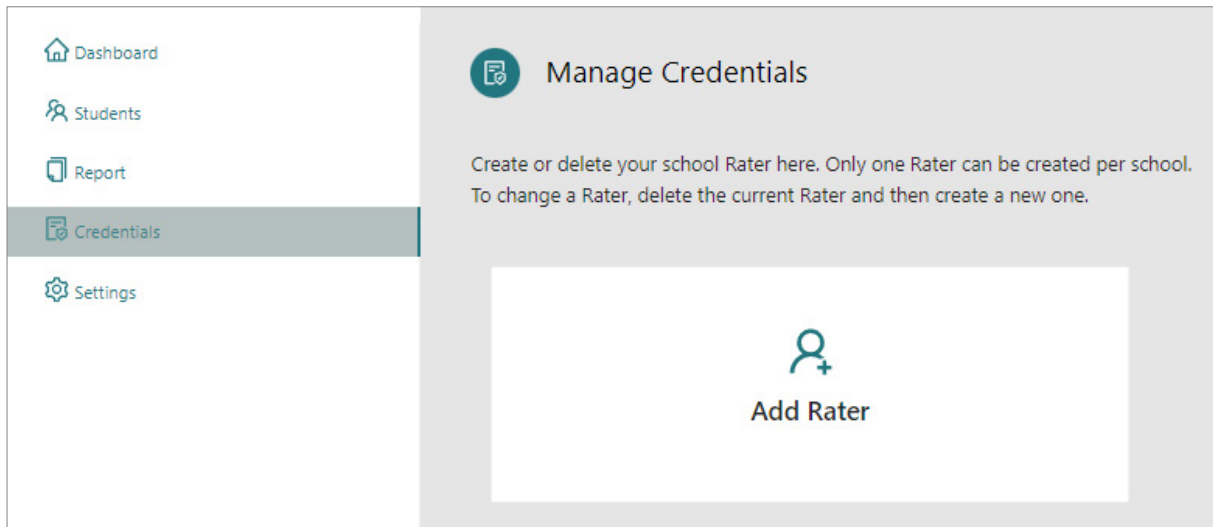 Dashboard
Students
Report
Credentials
Settings
Manage Credentials
Create or delete your school Rater here. Only one Rater can be created per school.
To change a Rater, delete the current Rater and then create a new one.
Add Rater